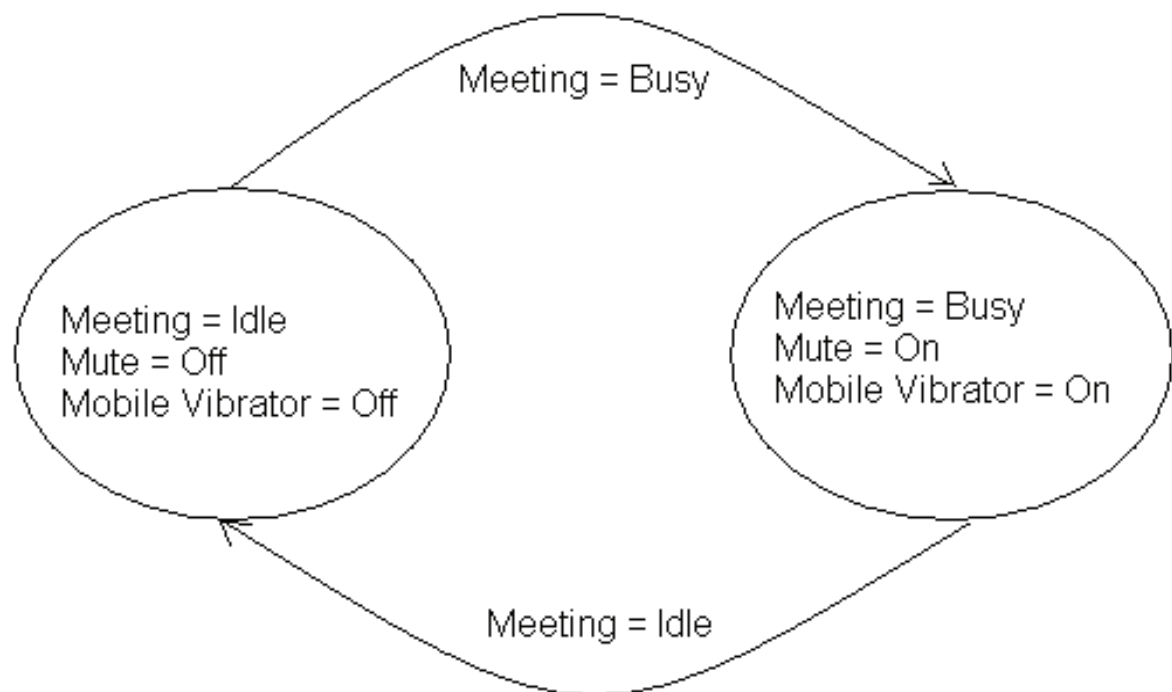 Meeting = Busy
Meeting = Idle
Mute = Off
Mobile Vibrator = Off
Meeting = Busy
Mute = On
Mobile Vibrator = On
Meeting = Idle